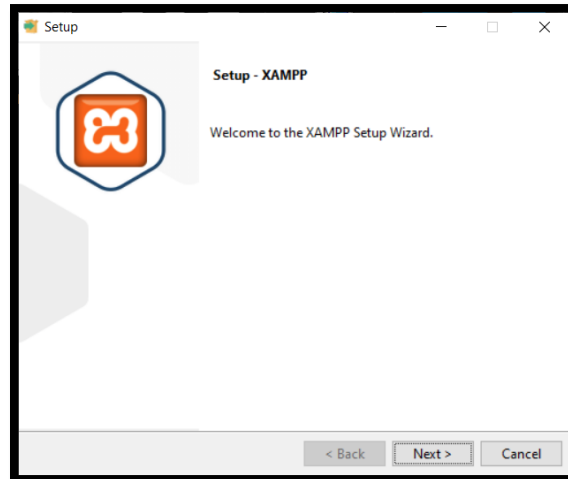 Setup
Setup - XAMPP
Welcome to the XAMPP Setup Wizard.
< Back
Next >
Cancel